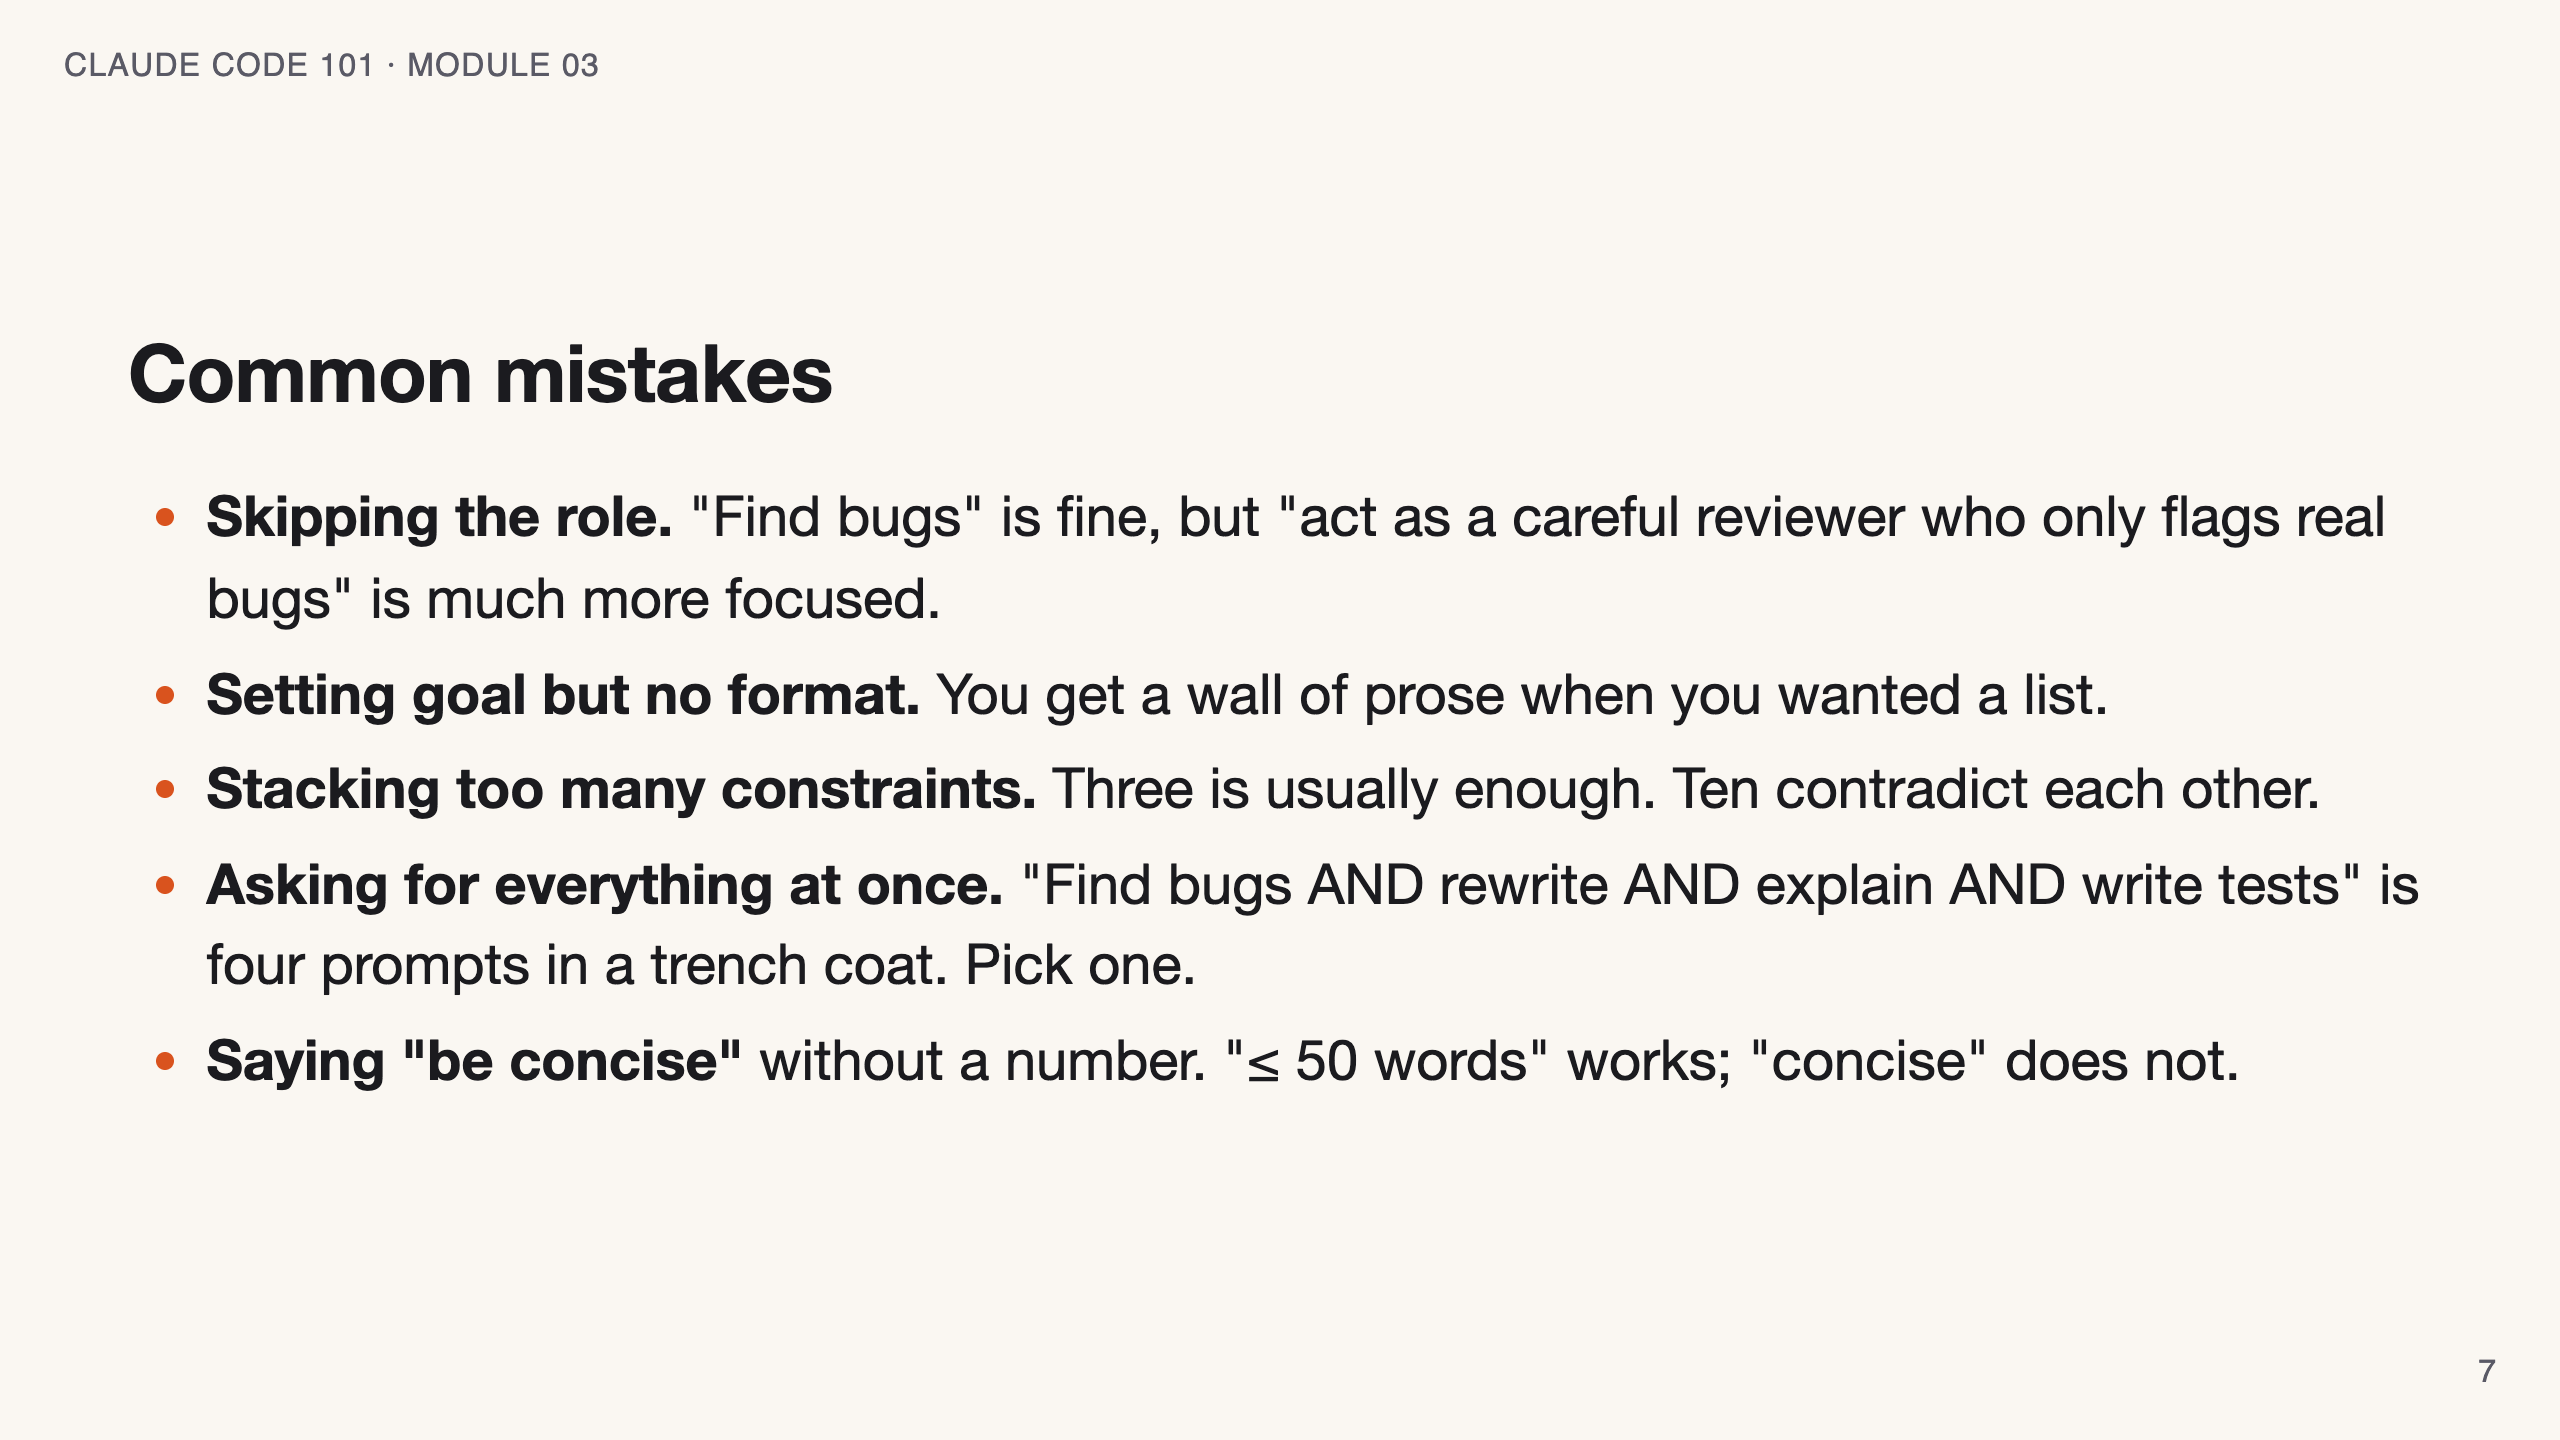 CLAUDE CODE 101 · MODULE 03
Common mistakes
• Skipping the role. "Find bugs" is fine, but "act as a careful reviewer who only flags real
bugs" is much more focused.
• Setting goal but no format. You get a wall of prose when you wanted a list.
• Stacking too many constraints. Three is usually enough. Ten contradict each other.
• Asking for everything at once. "Find bugs AND rewrite AND explain AND write tests" is
four prompts in a trench coat. Pick one.
• Saying "be concise" without a number. "≤ 50 words" works; "concise" does not.
7